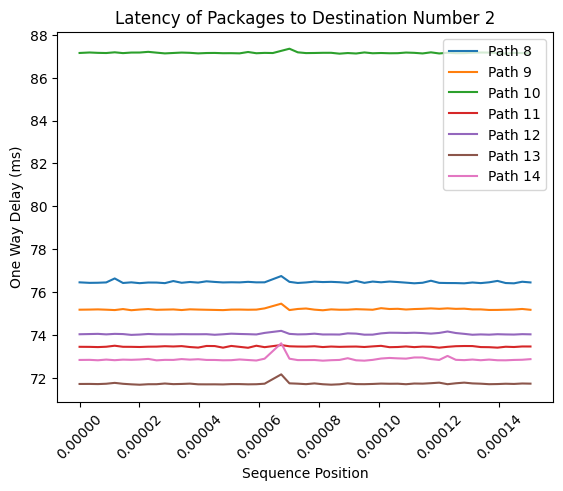 Latency of Packages to Destination Number 2
One Way Delay (ms)
88
86
84
82
80
78
76
74
72
Path 8
Path 9
Path 10
Path 11
Path 12
Path 13
Path 14
0.00000
0.00002
0.00004
0.00006
0.00008
0.00010
0.00012
0.00014
Sequence Position